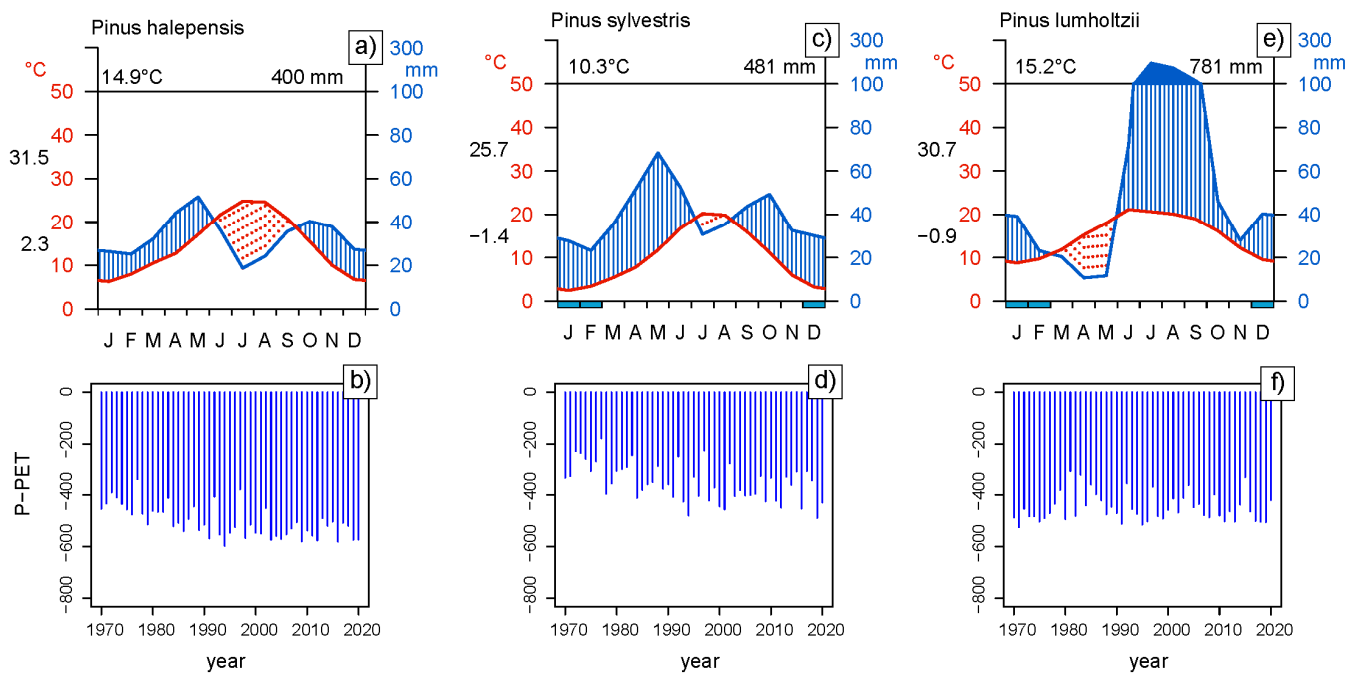 Pinus halepensis
a)
°C
300
mm
14.9°C
400 mm
50
40
30
20
10
0
31.5
2.3
100
80
60
40
20
0
J F M A M J J A S O N D
Pinus sylvestris
c)
°C
300
mm
10.3°C
481 mm
50
40
30
20
10
0
25.7
−1.4
100
80
60
40
20
0
J F M A M J J A S O N D
Pinus lumholtzii
e)
°C
300
mm
15.2°C
781 mm
50
40
30
20
10
0
30.7
−0.9
100
80
60
40
20
0
J F M A M J J A S O N D
b)
P−PET
0
−200
−400
−600
−800
1970 1980 1990 2000 2010 2020
year
d)
0
−200
−400
−600
−800
1970 1980 1990 2000 2010 2020
year
f)
0
−200
−400
−600
−800
1970 1980 1990 2000 2010 2020
year